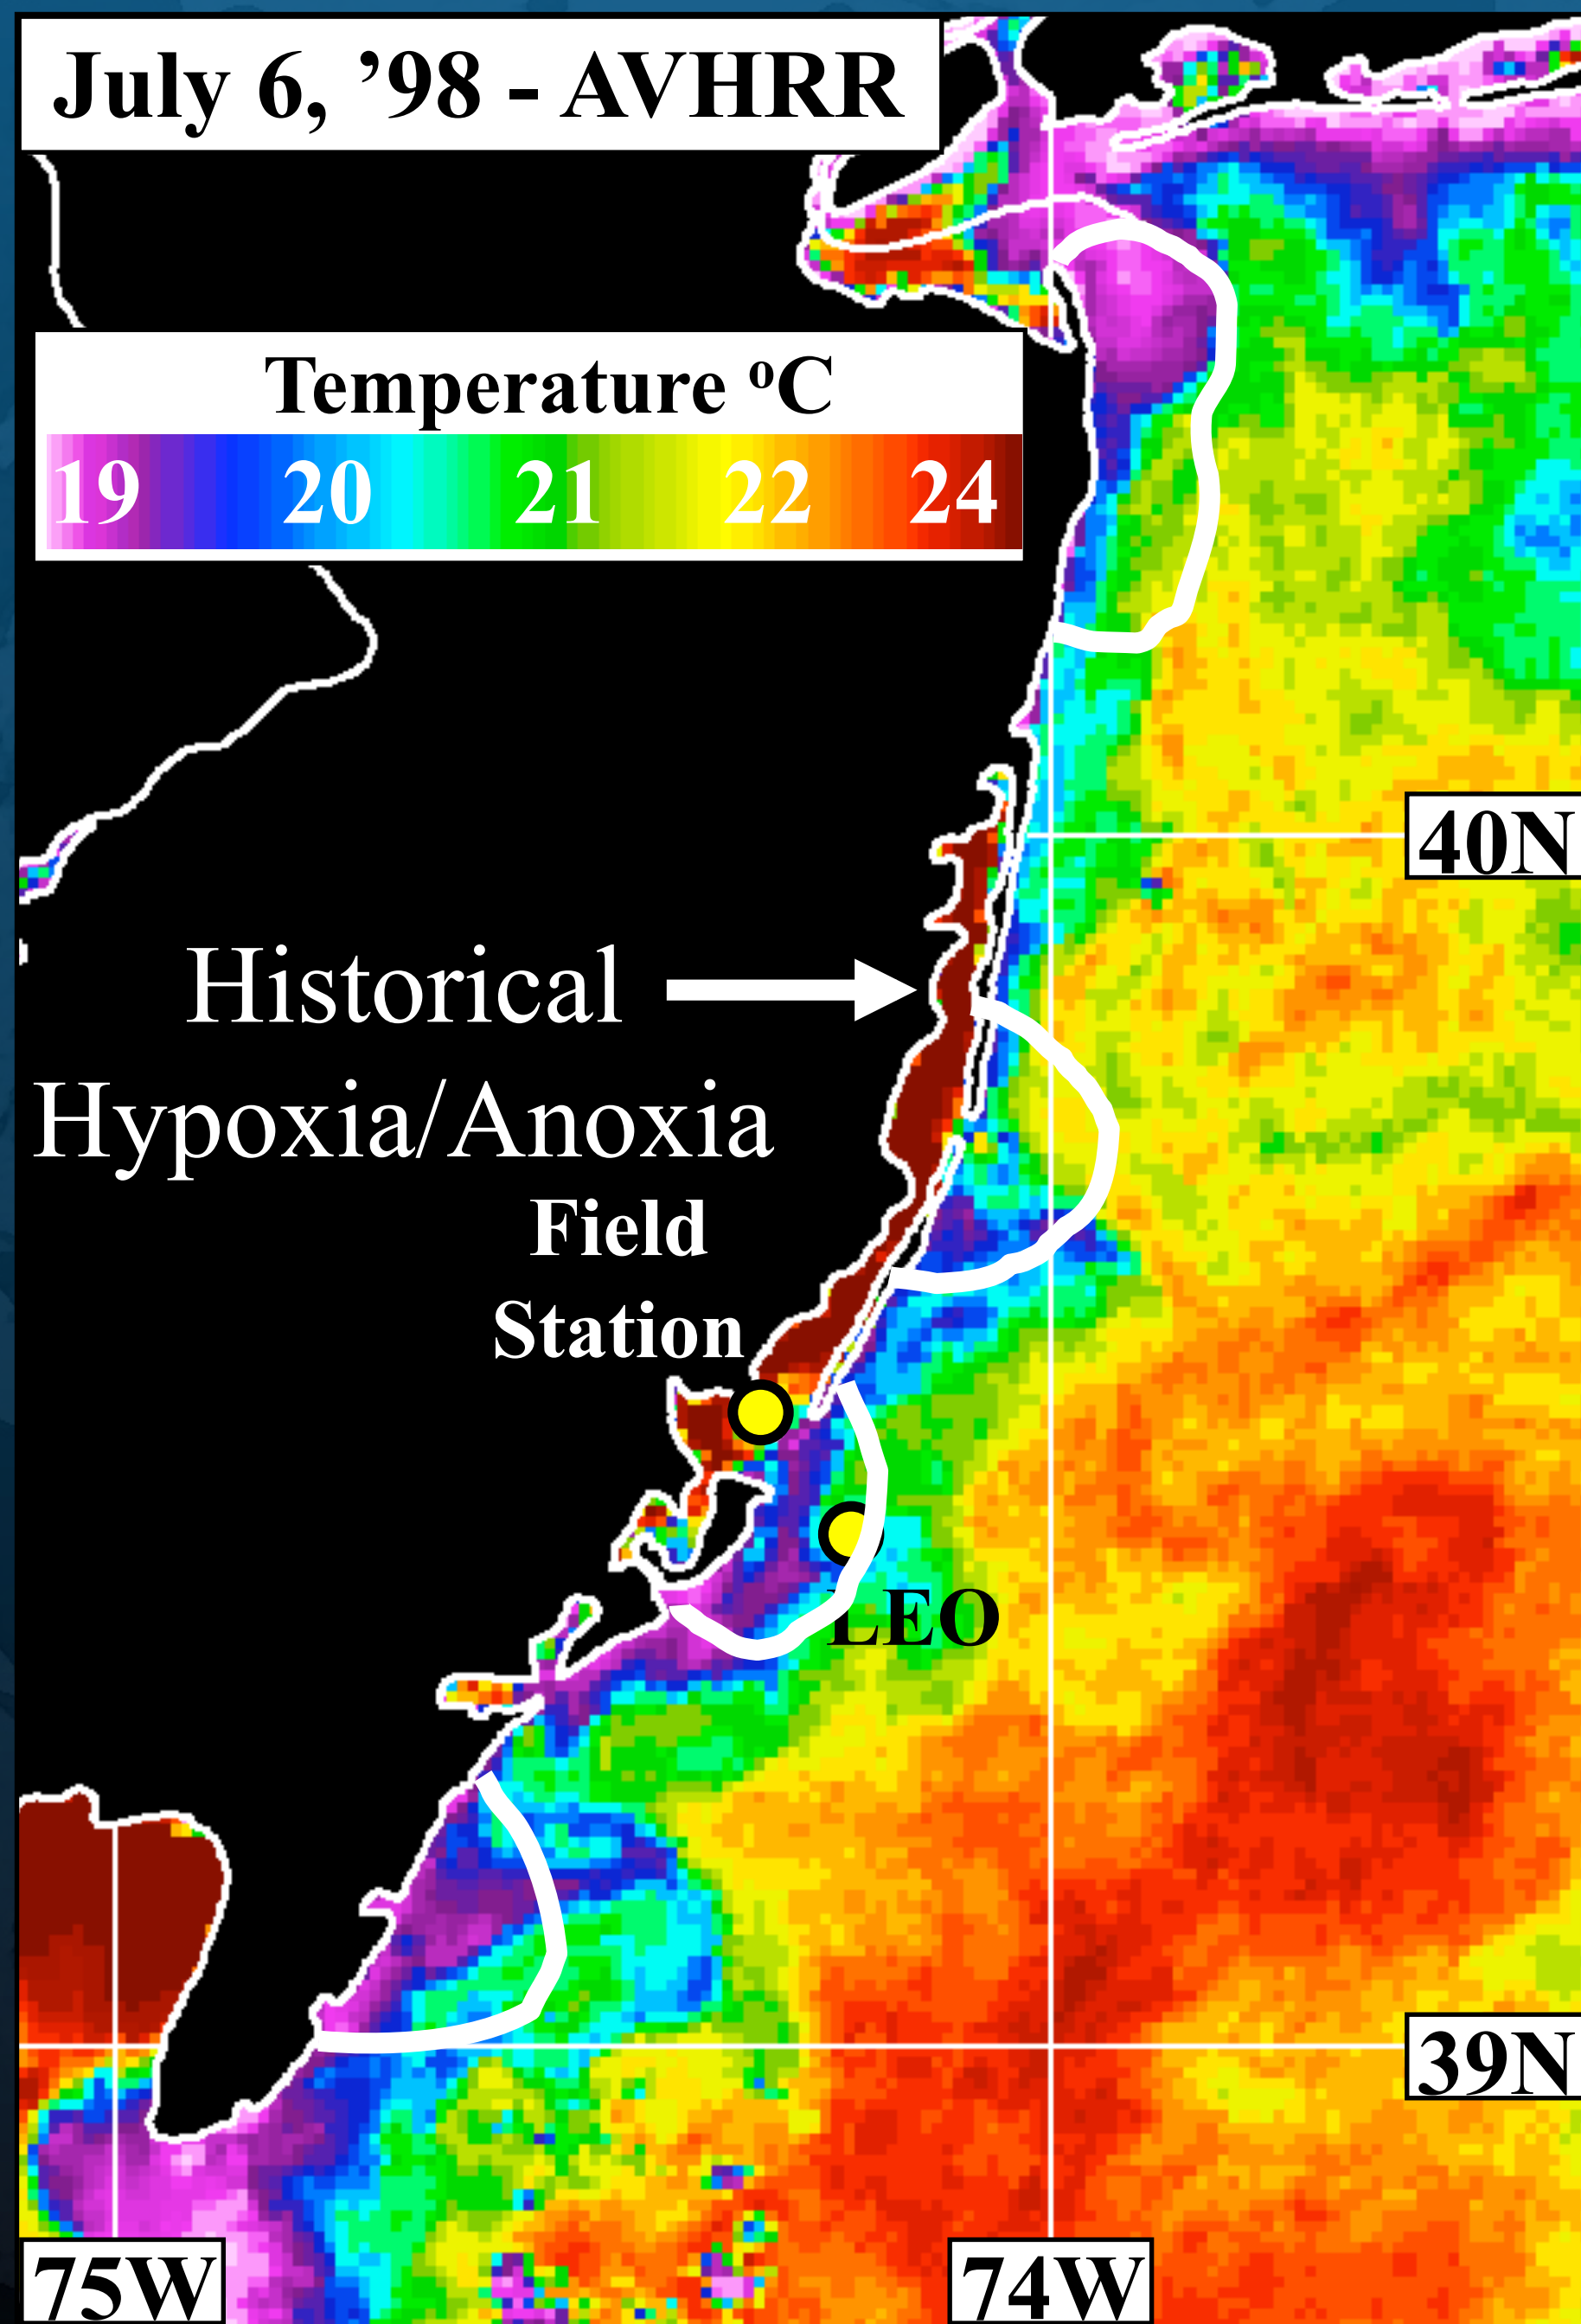 July 6, ’98 - AVHRR
Temperature °C
19 20 21 22 24
40N
Historical
Hypoxia/Anoxia
Field
Station
LEO
39N
75W 74W